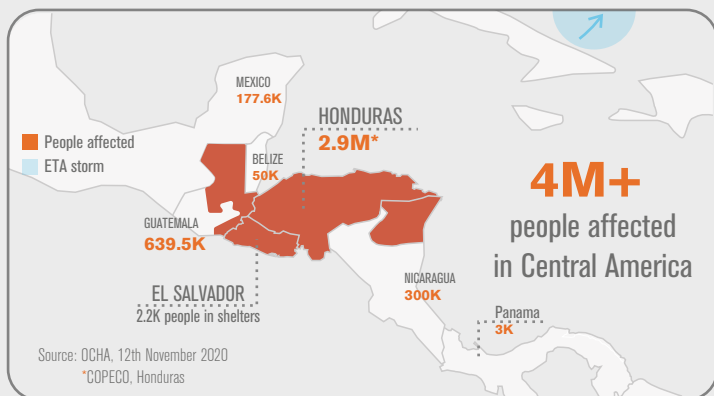 MEXICO
177.6K
HONDURAS
2.9M*
People affected
ETA storm
BELIZE
50K
4M+
people affected
in Central America
GUATEMALA
639.5K
NICARAGUA
300K
EL SALVADOR
2.2K people in shelters
Panama
3K
Source: OCHA, 12th November 2020
*COPECO, Honduras